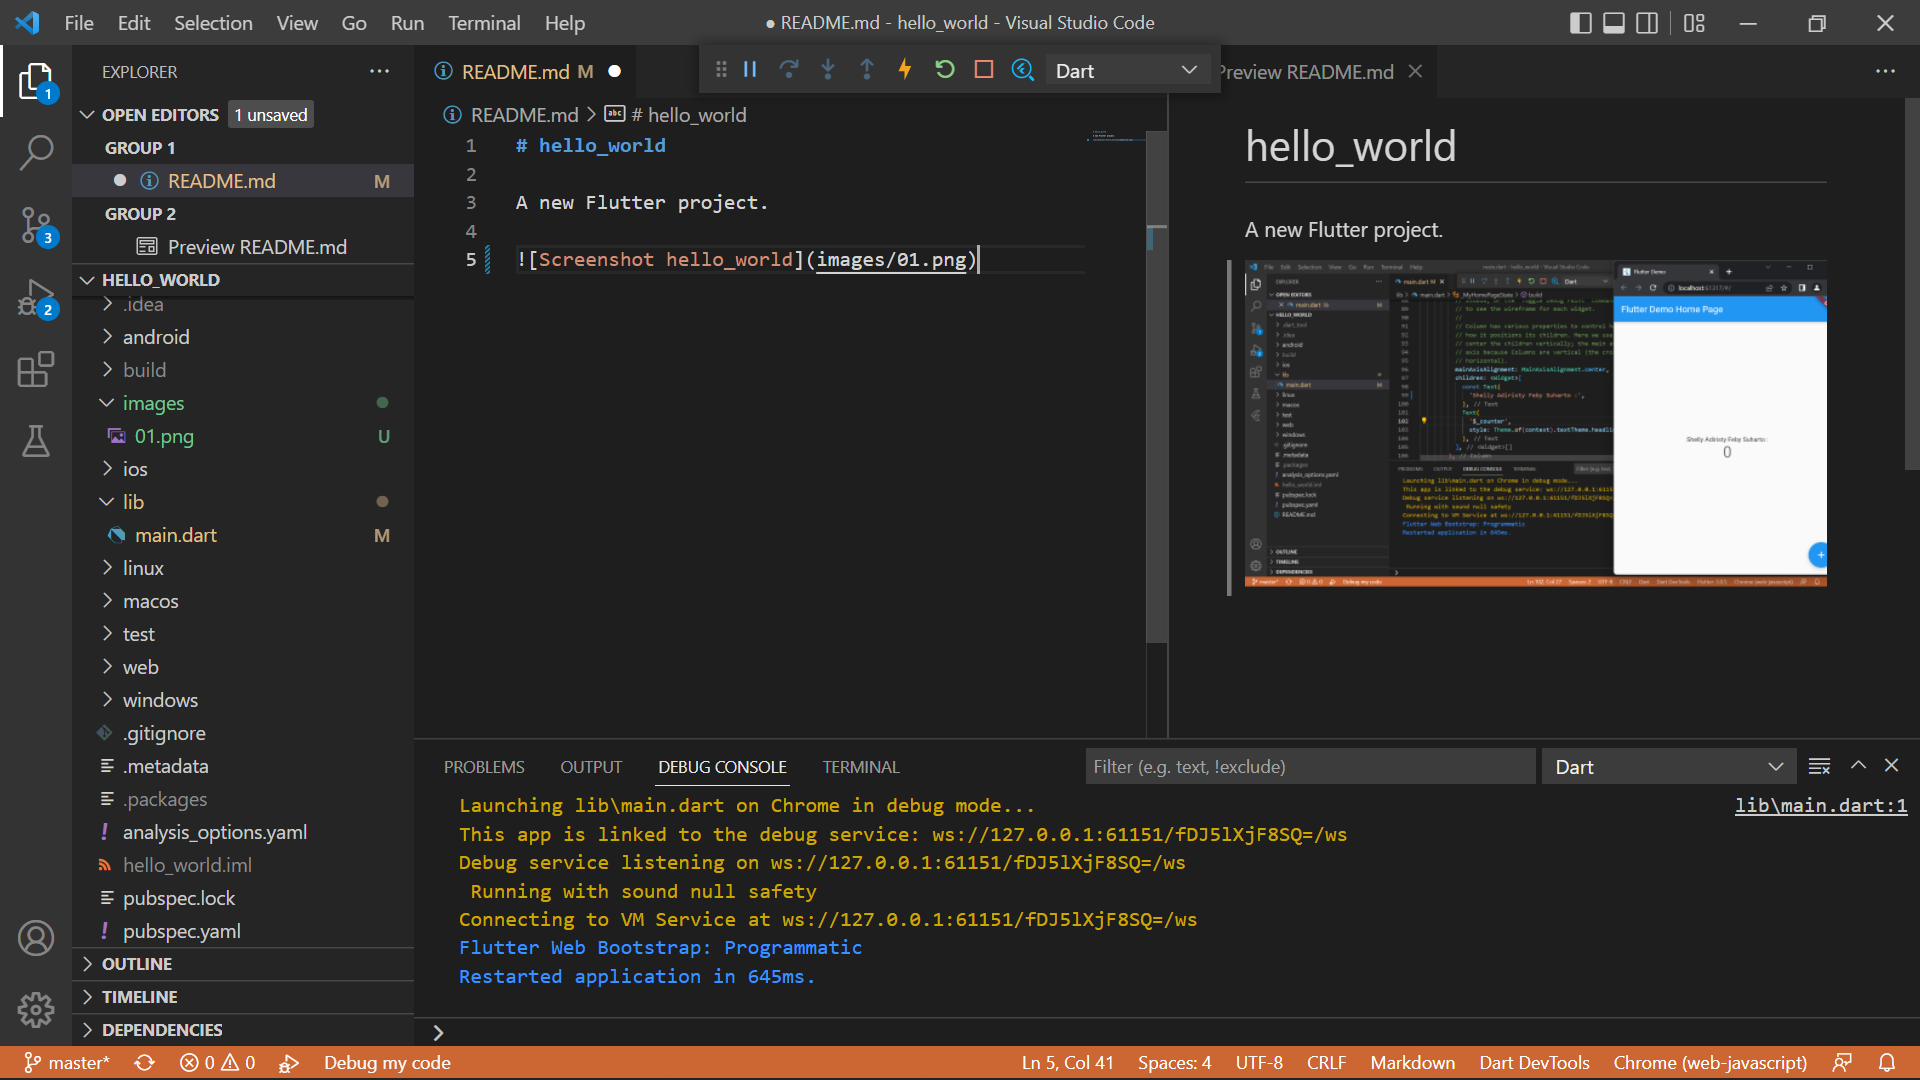 File Edit Selection View Go Run Terminal Help
● README.md - hello_world - Visual Studio Code
EXPLORER
OPEN EDITORS 1 unsaved
GROUP 1
README.md M
GROUP 2
Preview README.md
HELLO_WORLD
.idea
android
build
images
01.png U
ios
lib
main.dart M
linux
macos
test
web
windows
.gitignore
.metadata
.packages
analysis_options.yaml
hello_world.iml
pubspec.lock
pubspec.yaml
OUTLINE
TIMELINE
DEPENDENCIES
1
3
2
README.md M
Dart
Preview README.md
README.md > # hello_world
1 # hello_world
2
3 A new Flutter project.
4
5 ![Screenshot hello_world](images/01.png)
hello_world
A new Flutter project.
Flutter Demo
Flutter Demo Home Page
Shelly Adiristy Feby Suharto :
0
PROBLEMS OUTPUT DEBUG CONSOLE TERMINAL
Filter (e.g. text, !exclude)
Dart
Launching lib\main.dart on Chrome in debug mode...
lib\main.dart:1
This app is linked to the debug service: ws://127.0.0.1:61151/fDJ5lXjF8SQ=/ws
Debug service listening on ws://127.0.0.1:61151/fDJ5lXjF8SQ=/ws
Running with sound null safety
Connecting to VM Service at ws://127.0.0.1:61151/fDJ5lXjF8SQ=/ws
Flutter Web Bootstrap: Programmatic
Restarted application in 645ms.
master* 0 0 Debug my code
Ln 5, Col 41 Spaces: 4 UTF-8 CRLF Markdown Dart DevTools Chrome (web-javascript)